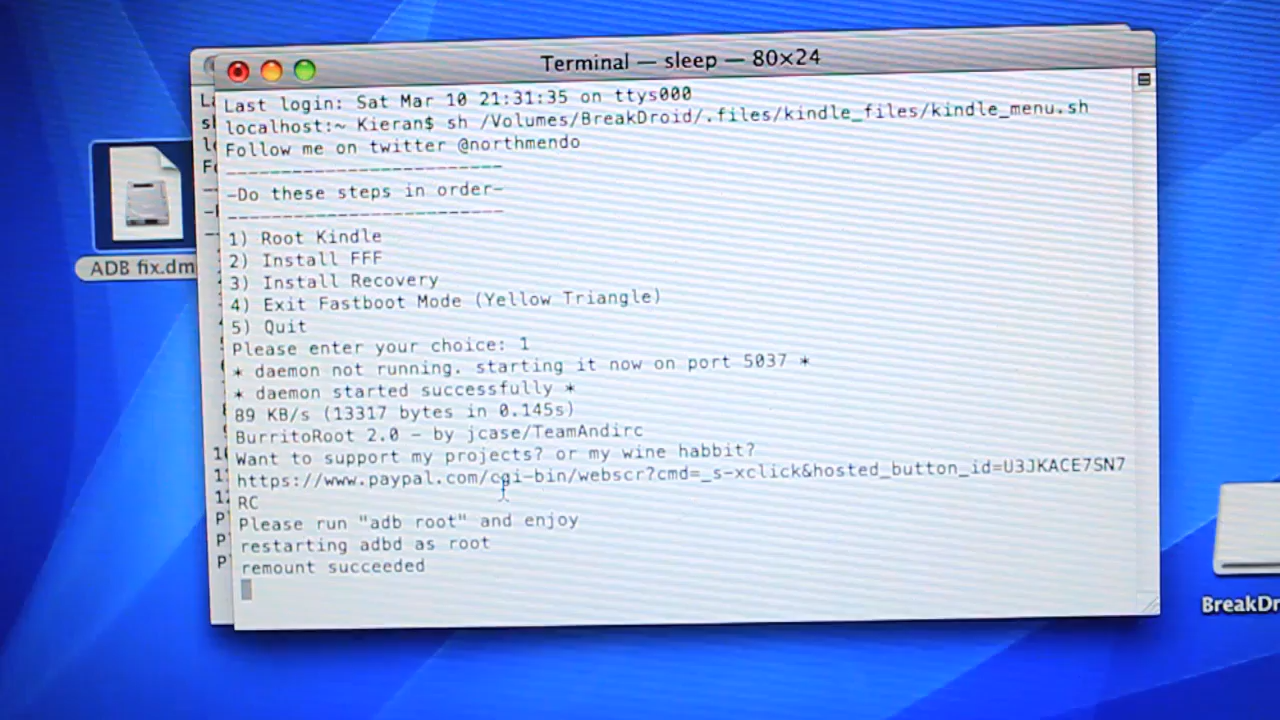 Terminal — sleep — 80×24
Last login: Sat Mar 10 21:31:35 on ttys000
localhost:~ Kieran$ sh /Volumes/BreakDroid/.files/kindle_files/kindle_menu.sh
Follow me on twitter @northmendo
-------------------------
-Do these steps in order-
-------------------------
1) Root Kindle
2) Install FFF
3) Install Recovery
4) Exit Fastboot Mode (Yellow Triangle)
5) Quit
Please enter your choice: 1
* daemon not running. starting it now on port 5037 *
* daemon started successfully *
89 KB/s (13317 bytes in 0.145s)
BurritoRoot 2.0 - by jcase/TeamAndirc
Want to support my projects? or my wine habbit?
https://www.paypal.com/cgi-bin/webscr?cmd=_s-xclick&hosted_button_id=U3JKACE7SN7
RC
Please run "adb root" and enjoy
restarting adbd as root
remount succeeded
ADB fix.dm
BreakDr